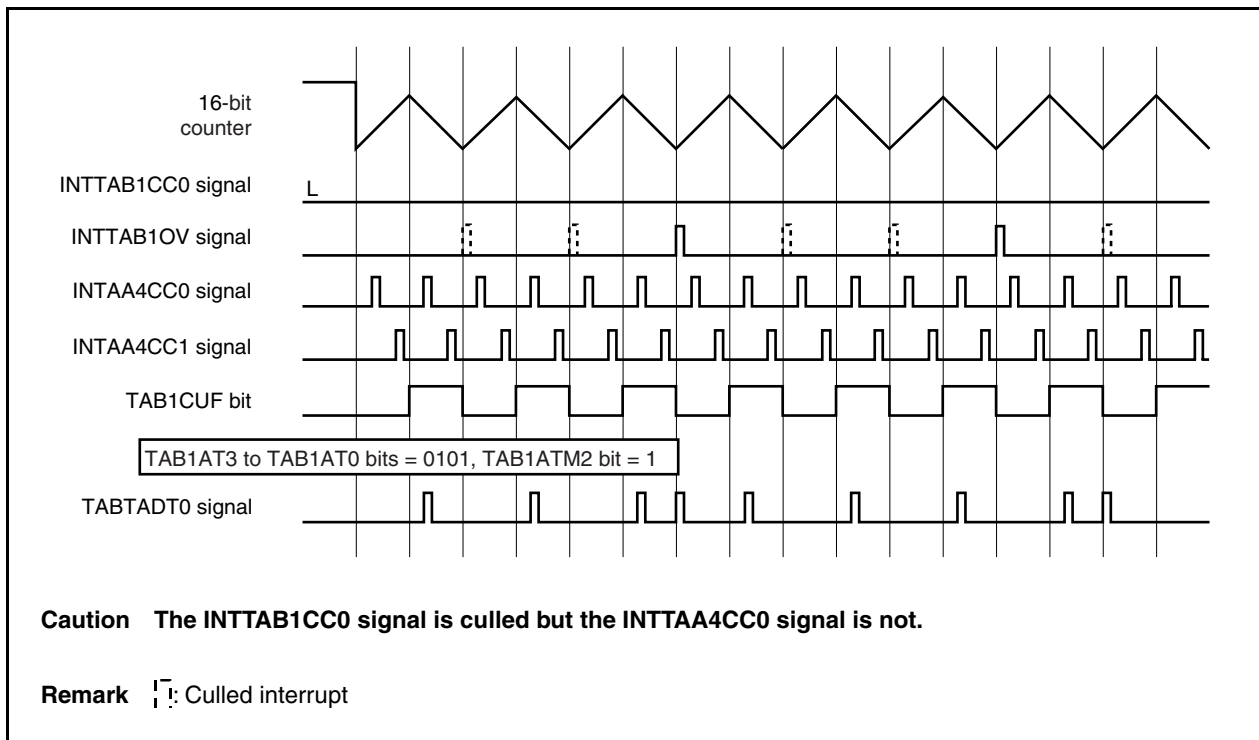 16-bit
counter
INTTAB1CC0 signal
L
INTTAB1OV signal
INTAA4CC0 signal
INTAA4CC1 signal
TAB1CUF bit
TAB1AT3 to TAB1AT0 bits = 0101, TAB1ATM2 bit = 1
TABTADT0 signal
Caution The INTTAB1CC0 signal is culled but the INTTAA4CC0 signal is not.
Remark : Culled interrupt